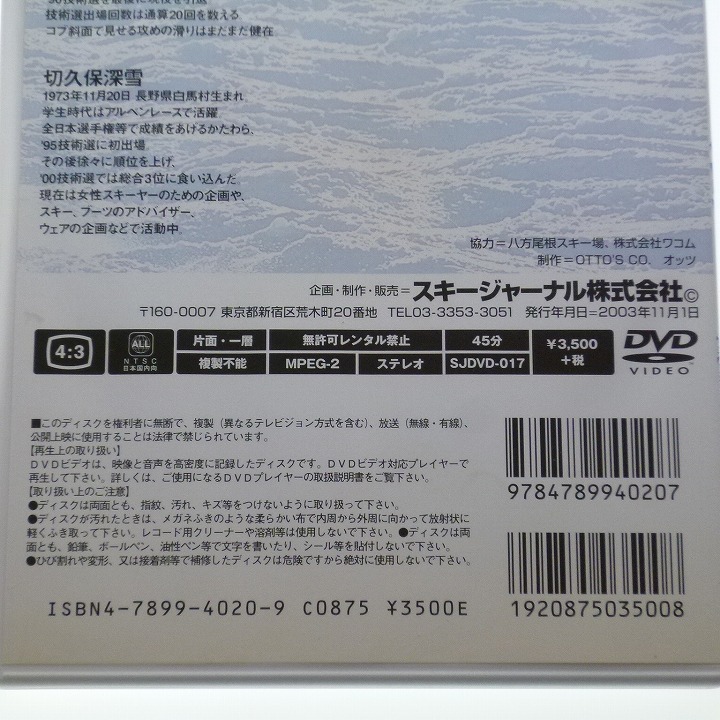 技術選出場回数は通算20回を数える
コブ斜面で見せる攻めの滑りはまだまだ健在
切久保深雪
1973年11月20日 長野県白馬村生まれ
学生時代はアルペンレースで活躍
全日本選手権等で成績をあげるかたわら、
'95技術選に初出場
その後徐々に順位を上げ、
'00技術選では総合3位に食い込んだ
現在は女性スキーヤーのための企画や、
スキー、ブーツのアドバイザー、
ウェアの企画などで活動中
協力=八方尾根スキー場、株式会社ワコム
制作=OTTO'S CO. オッツ
企画・制作・販売=スキージャーナル株式会社©
〒160-0007 東京都新宿区荒木町20番地 TEL03-3353-3051 発行年月日=2003年11月1日
4:3 ALL NTSC 日本国内向 片面・一層 無許可レンタル禁止 45分 ¥3,500 +税 DVD VIDEO™
複製不能 MPEG-2 ステレオ SJDVD-017
■このディスクを権利者に無断で、複製（異なるテレビジョン方式を含む）、放送（無線・有線）、
公開上映に使用することは法律で禁じられています。
【再生上の取り扱い】
DVDビデオは、映像と音声を高密度に記録したディスクです。DVDビデオ対応プレイヤーで
再生して下さい。詳しくは、ご使用になるDVDプレイヤーの取扱説明書をご覧下さい。
【取り扱い上のご注意】
●ディスクは両面とも、指紋、汚れ、キズ等をつけないように取り扱って下さい。
●ディスクが汚れたときは、メガネふきのような柔らかい布で内周から外周に向かって放射状に
軽くふき取って下さい。レコード用クリーナーや溶剤等は使用しないで下さい。●ディスクは両
面とも、鉛筆、ボールペン、油性ペン等で文字を書いたり、シール等を貼付しないで下さい。
●ひび割れや変形、又は接着剤等で補修したディスクは危険ですから絶対に使用しないで下さい。
9784789940207
ISBN4-7899-4020-9 C0875 ¥3500E
1920875035008